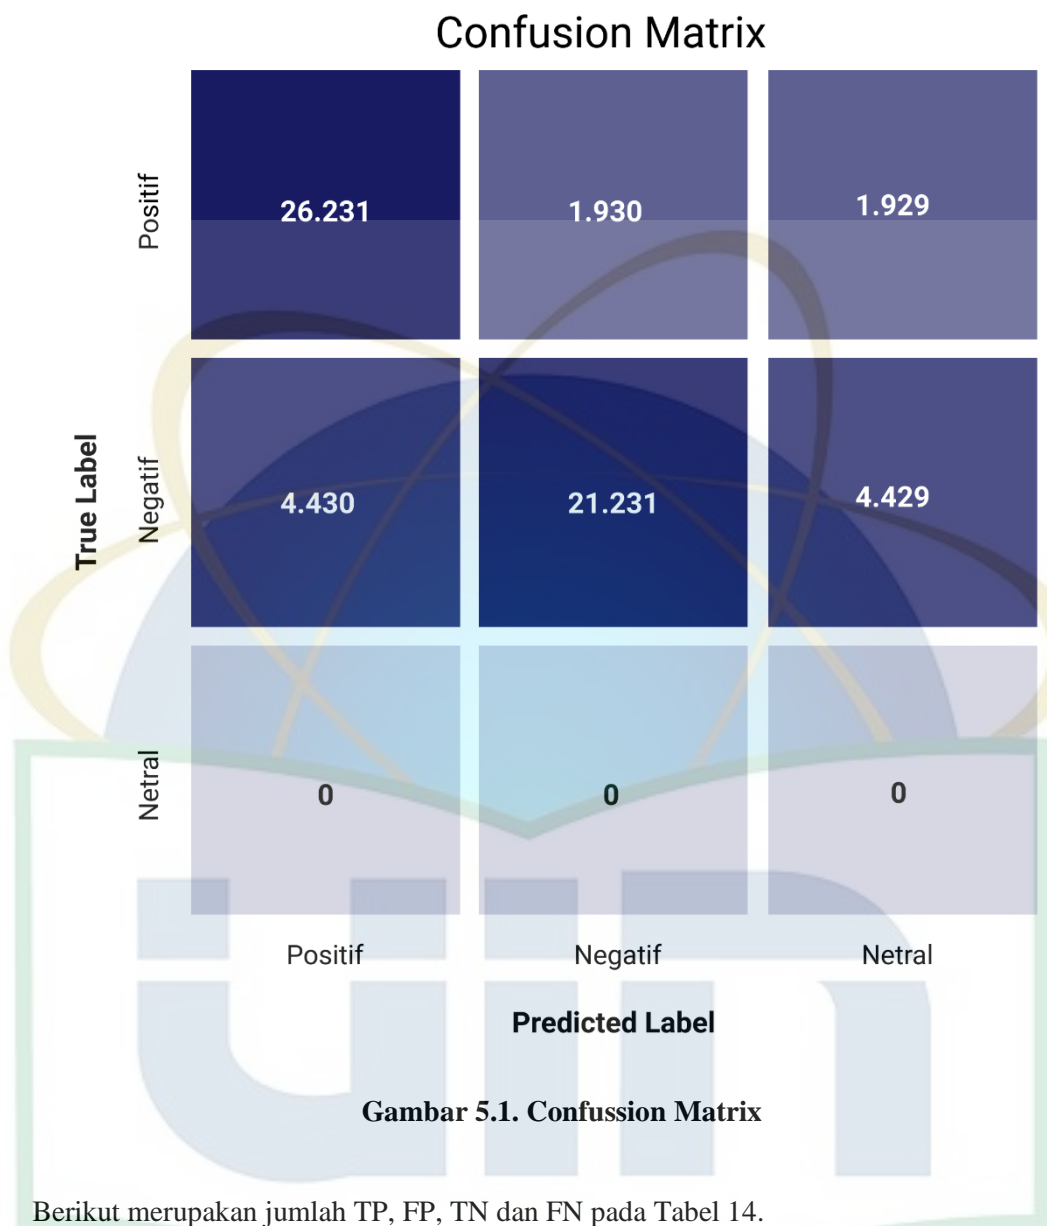 Confusion Matrix
Positif
26.231
1.930
1.929
True Label
Negatif
4.430
21.231
4.429
Netral
0
0
0
Positif
Negatif
Netral
Predicted Label
Gambar 5.1. Confussion Matrix
Berikut merupakan jumlah TP, FP, TN dan FN pada Tabel 14.
uin